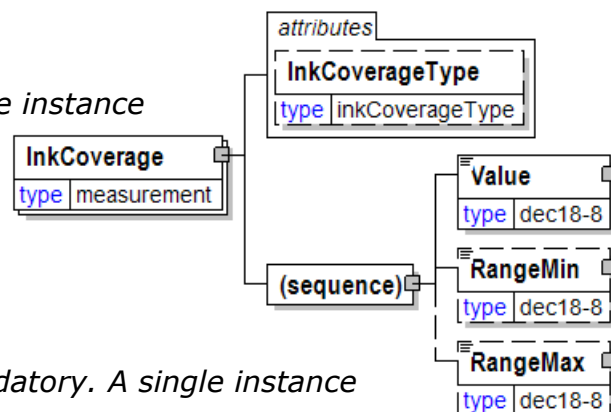 attributes
InkCoverageType
type inkCoverageType
e instance
InkCoverage
type measurement
Value
type dec18-8
(sequence)
RangeMin
type dec18-8
datory. A single instance
RangeMax
type dec18-8